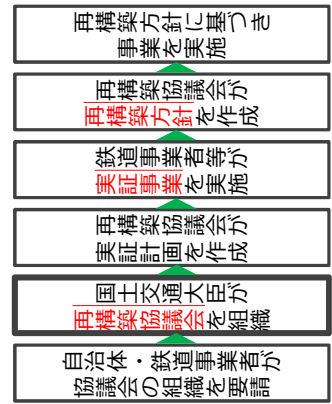 自治体・鉄道事業者が
協議会の組織を要請
国土交通大臣が
再構築協議会を組織
再構築協議会が
実証計画を作成
鉄道事業者等が
実証事業を実施
再構築協議会が
再構築方針を作成
再構築方針に基づき
事業を実施